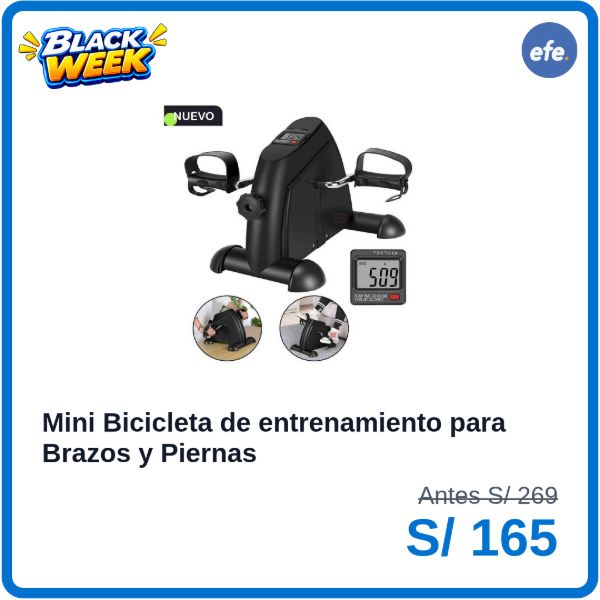 BLACK
WEEK
efe.
NUEVO
509
Mini Bicicleta de entrenamiento para
Brazos y Piernas
Antes S/ 269
S/ 165